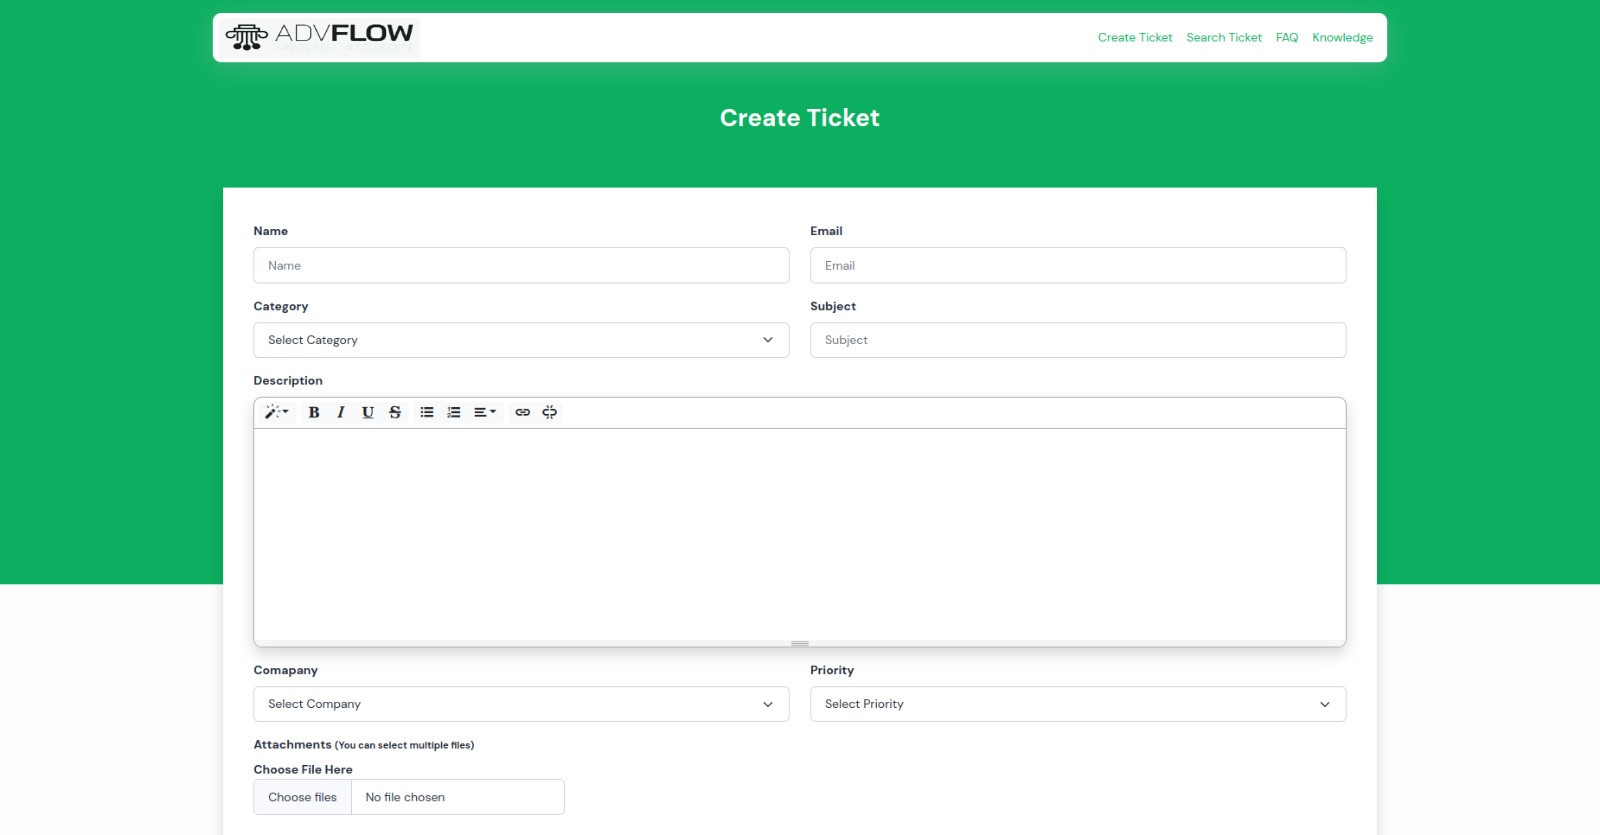 ADVFLOW
Create Ticket Search Ticket FAQ Knowledge
Create Ticket
Name Email
Name Email
Category Subject
Select Category Subject
Description
B I U S
Comapany Priority
Select Company Select Priority
Attachments (You can select multiple files)
Choose File Here
Choose files No file chosen